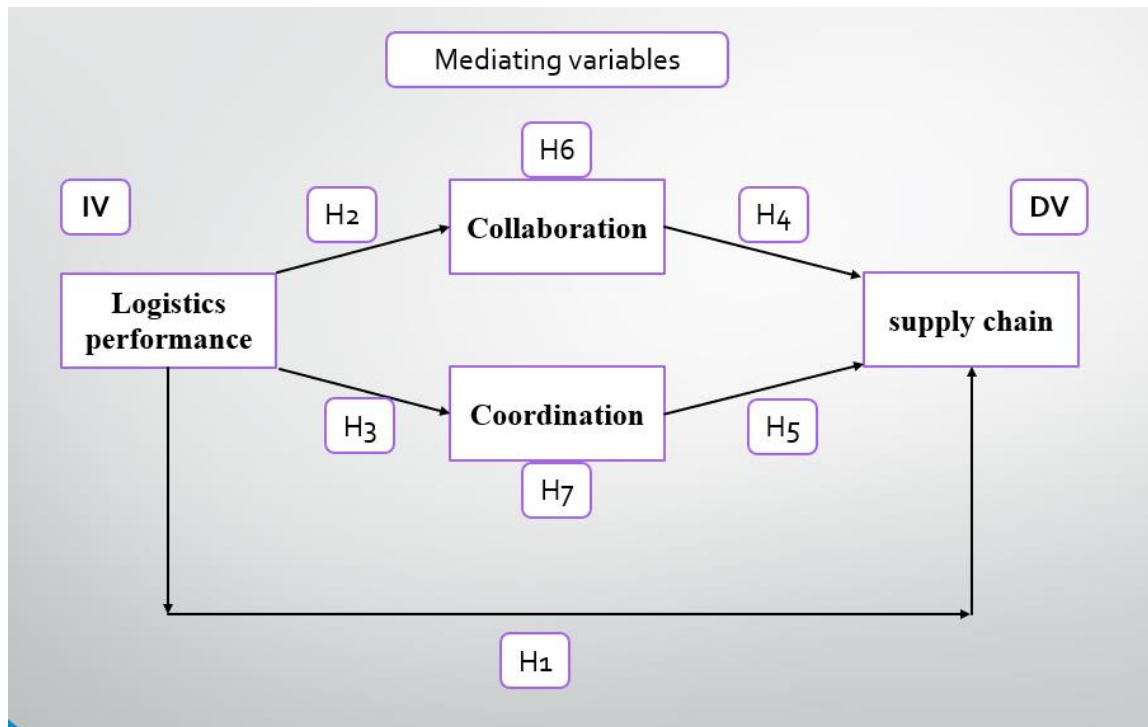 Mediating variables
H6
IV
H2
Collaboration
H4
DV
Logistics
performance
supply chain
H3
Coordination
H5
H7
H1